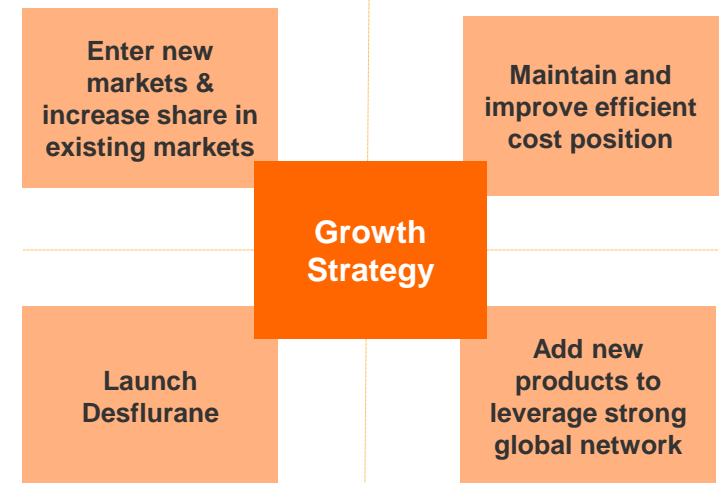 Enter new
markets &
increase share in
existing markets
Maintain and
improve efficient
cost position
Growth
Strategy
Launch
Desflurane
Add new
products to
leverage strong
global network